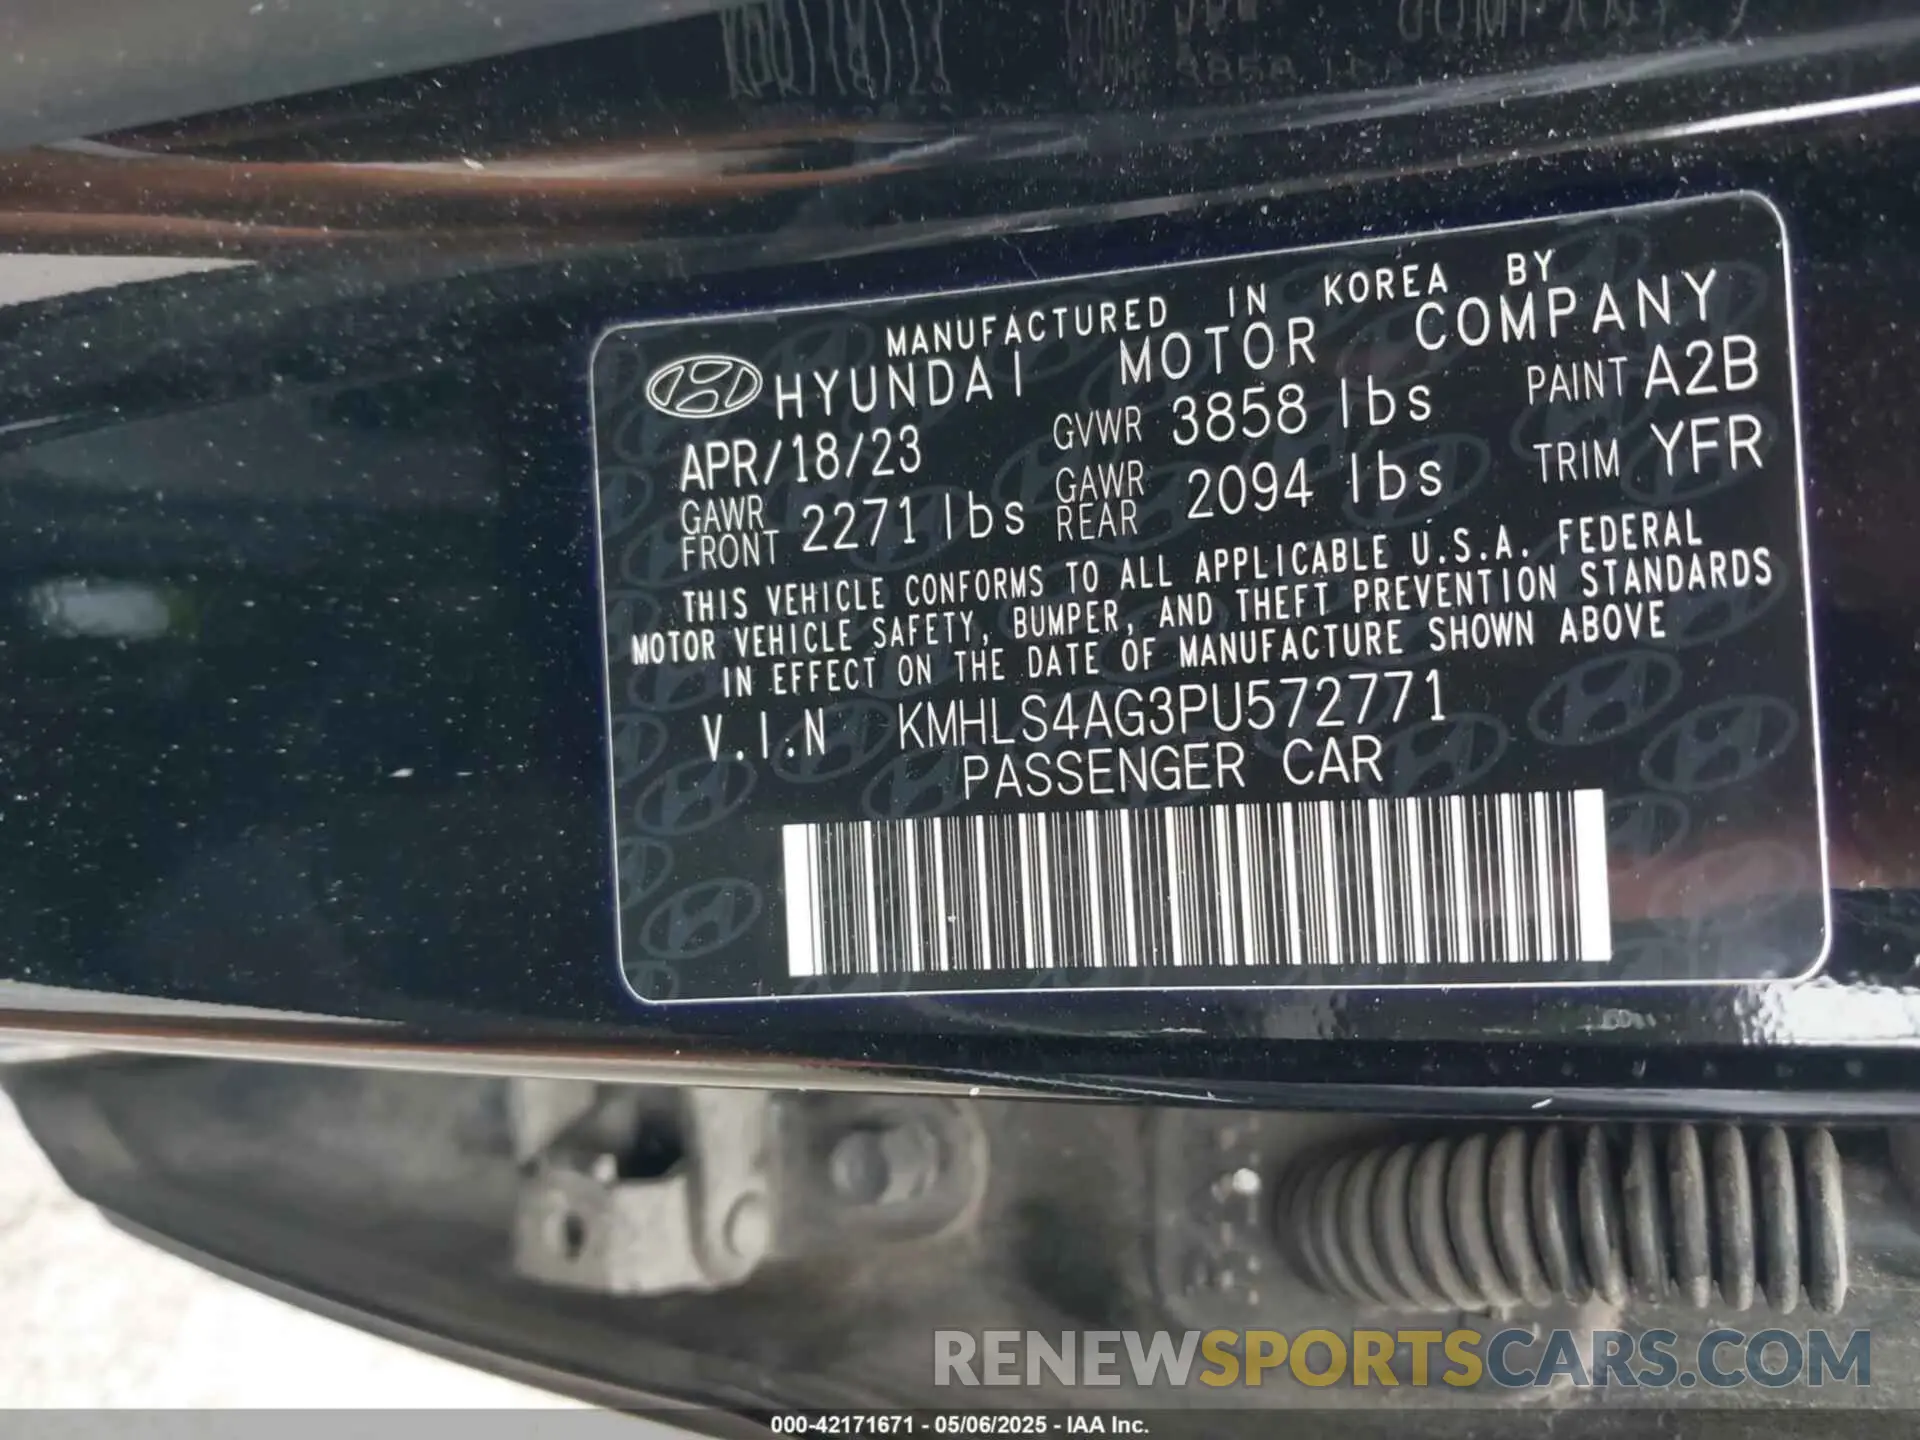 MANUFACTURED IN KOREA BY
HYUNDAI MOTOR COMPANY
APR/18/23 GVWR 3858 lbs PAINT A2B
GAWR FRONT 2271 lbs GAWR REAR 2094 lbs TRIM YFR
THIS VEHICLE CONFORMS TO ALL APPLICABLE U.S.A. FEDERAL
MOTOR VEHICLE SAFETY, BUMPER, AND THEFT PREVENTION STANDARDS
IN EFFECT ON THE DATE OF MANUFACTURE SHOWN ABOVE
V.I.N KMHLS4AG3PU572771
PASSENGER CAR
RENEWSPORTSCARS.COM
000-42171671 - 05/06/2025 - IAA Inc.